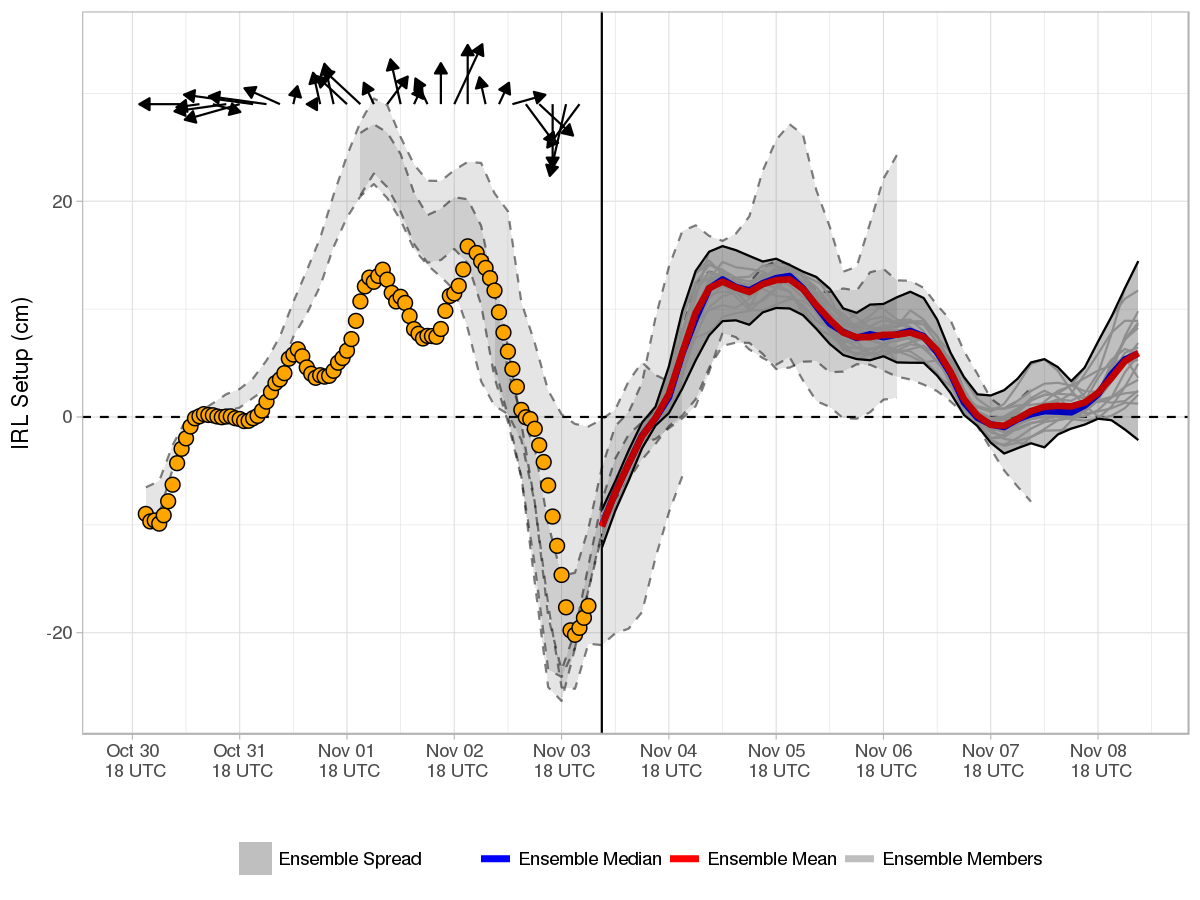 IRL Setup (cm)
20
0
-20
Oct 30 Oct 31 Nov 01 Nov 02 Nov 03 Nov 04 Nov 05 Nov 06 Nov 07 Nov 08
18 UTC 18 UTC 18 UTC 18 UTC 18 UTC 18 UTC 18 UTC 18 UTC 18 UTC 18 UTC
Ensemble Spread Ensemble Median Ensemble Mean Ensemble Members